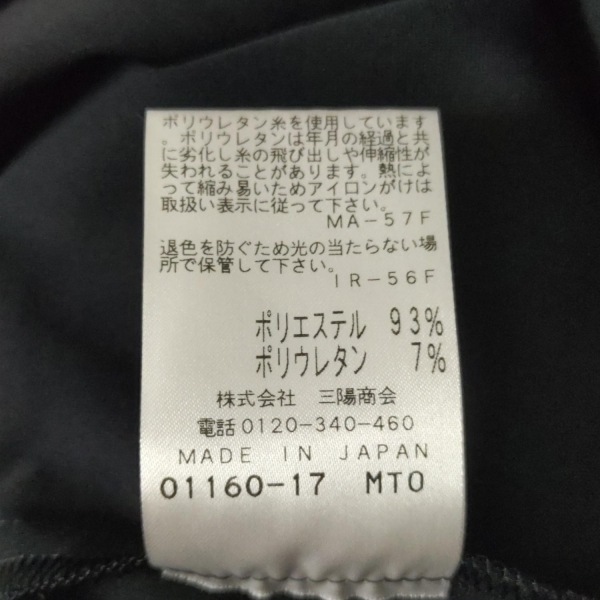 ポリウレタン糸を使用しています
。ポリウレタンは年月の経過と共
に劣化し糸の飛び出しや伸縮性が
失われることがあります。熱によ
って縮み易いためアイロンがけは
取扱い表示に従って下さい。
MA-57F
退色を防ぐため光の当たらない場
所で保管して下さい。
IR-56F
ポリエステル 93%
ポリウレタン 7%
株式会社 三陽商会
電話0120-340-460
MADE IN JAPAN
01160-17 MTO